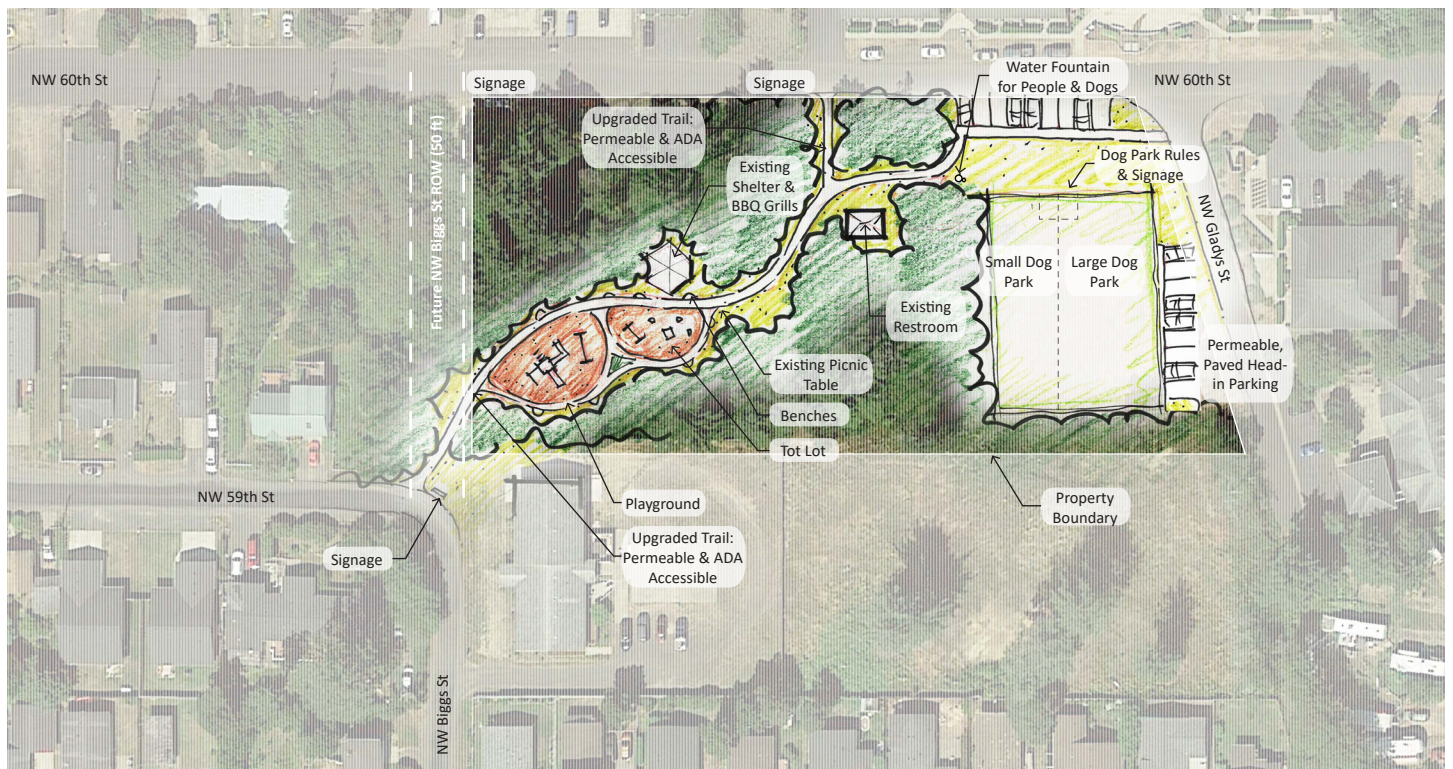 NW 60th St
Signage
Signage
Water Fountain
for People & Dogs
NW 60th St
Upgraded Trail:
Permeable & ADA
Accessible
Existing
Shelter &
BBQ Grills
Dog Park Rules
& Signage
NW Gladys St
Future NW Biggs St ROW (50 ft)
Small Dog
Park
Large Dog
Park
Existing
Restroom
Permeable,
Paved Head-
in Parking
Existing Picnic
Table
Benches
Tot Lot
NW 59th St
Playground
Property
Boundary
Signage
Upgraded Trail:
Permeable & ADA
Accessible
NW Biggs St